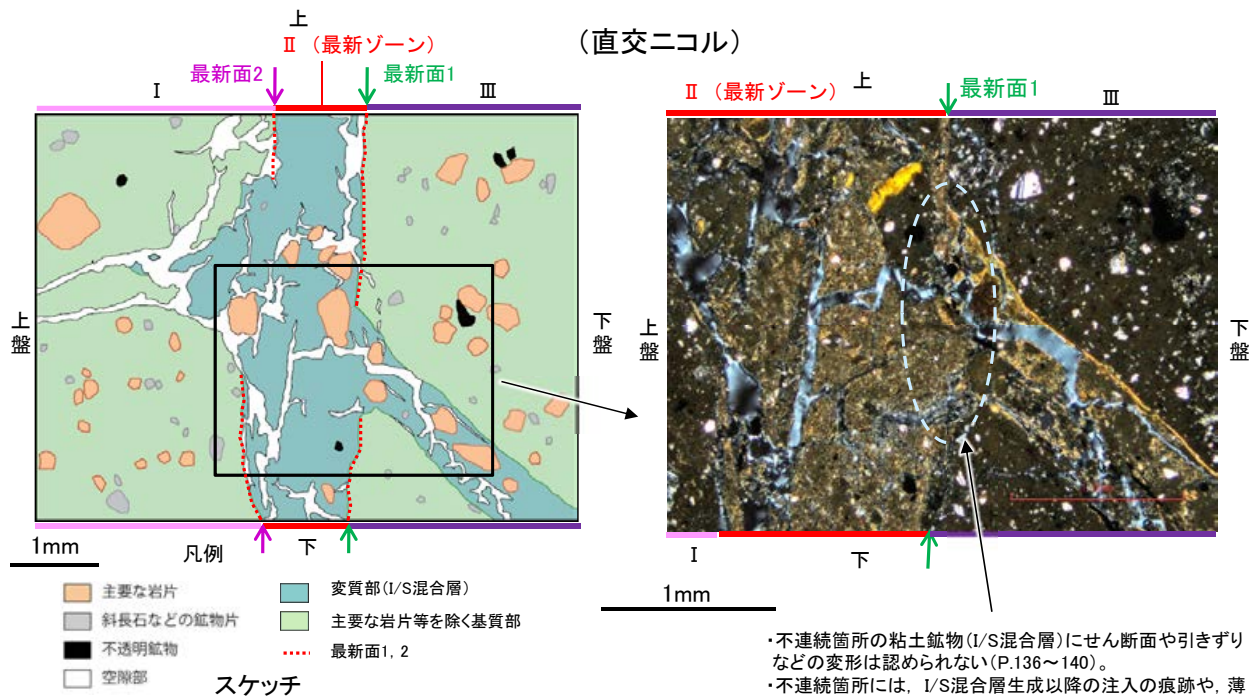 (直交ニコル)
上
Ⅱ (最新ゾーン)
最新面2
最新面1
Ⅰ
Ⅲ
上盤
下盤
1mm
凡例
下
主要な岩片
斜長石などの鉱物片
不透明鉱物
空隙部
変質部(I/S混合層)
主要な岩片等を除く基質部
最新面1, 2
スケッチ
Ⅱ (最新ゾーン)
上
最新面1
Ⅲ
上盤
下盤
Ⅰ
下
1mm
・不連続箇所の粘土鉱物(I/S混合層)にせん断面や引きずり
などの変形は認められない(P.136～140)。
・不連続箇所には, I/S混合層生成以降の注入の痕跡や, 薄